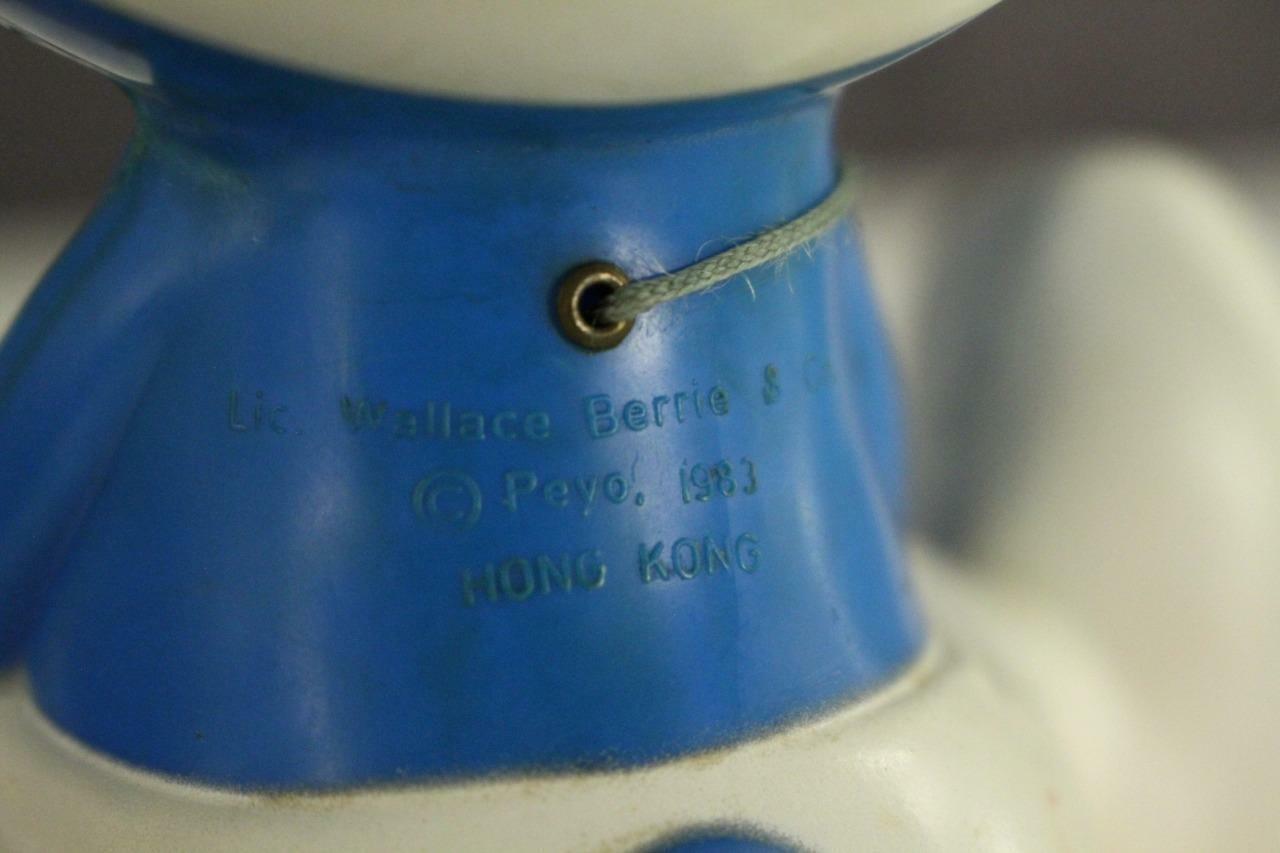 Lic. Wallace Berrie &
© Peyo, 1983
HONG KONG